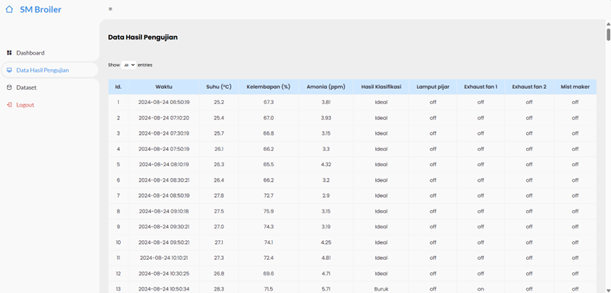 SM Broiler
Dashboard
Data Hasil Pengujian
Dataset
Logout
Data Hasil Pengujian
Show entries
Id. Waktu Suhu (°C) Kelembapan (%) Amonia (ppm) Hasil Klasifikasi Lamput pijar Exhaust fan 1 Exhaust fan 2 Mist maker
1 2024-08-24 06:50:19 25.2 67.3 3.81 Ideal off off off off
2 2024-08-24 07:10:20 25.4 67.0 3.93 Ideal off off off off
3 2024-08-24 07:30:19 25.7 66.8 3.15 Ideal off off off off
4 2024-08-24 07:50:19 26.1 66.2 3.3 Ideal off off off off
5 2024-08-24 08:10:19 26.3 65.5 4.32 Ideal off off off off
6 2024-08-24 08:30:21 26.4 66.2 3.2 Ideal off off off off
7 2024-08-24 08:50:19 27.8 72.7 2.9 Ideal off off off off
8 2024-08-24 09:10:18 27.5 75.9 3.15 Ideal off off off off
9 2024-08-24 09:30:21 27.0 74.3 3.19 Ideal off off off off
10 2024-08-24 09:50:21 27.1 74.1 4.25 Ideal off off off off
11 2024-08-24 10:10:21 27.3 72.4 4.81 Ideal off off off off
12 2024-08-24 10:30:25 26.8 69.6 4.71 Ideal off off off off
13 2024-08-24 10:50:34 28.3 71.5 5.71 Buruk off on off off